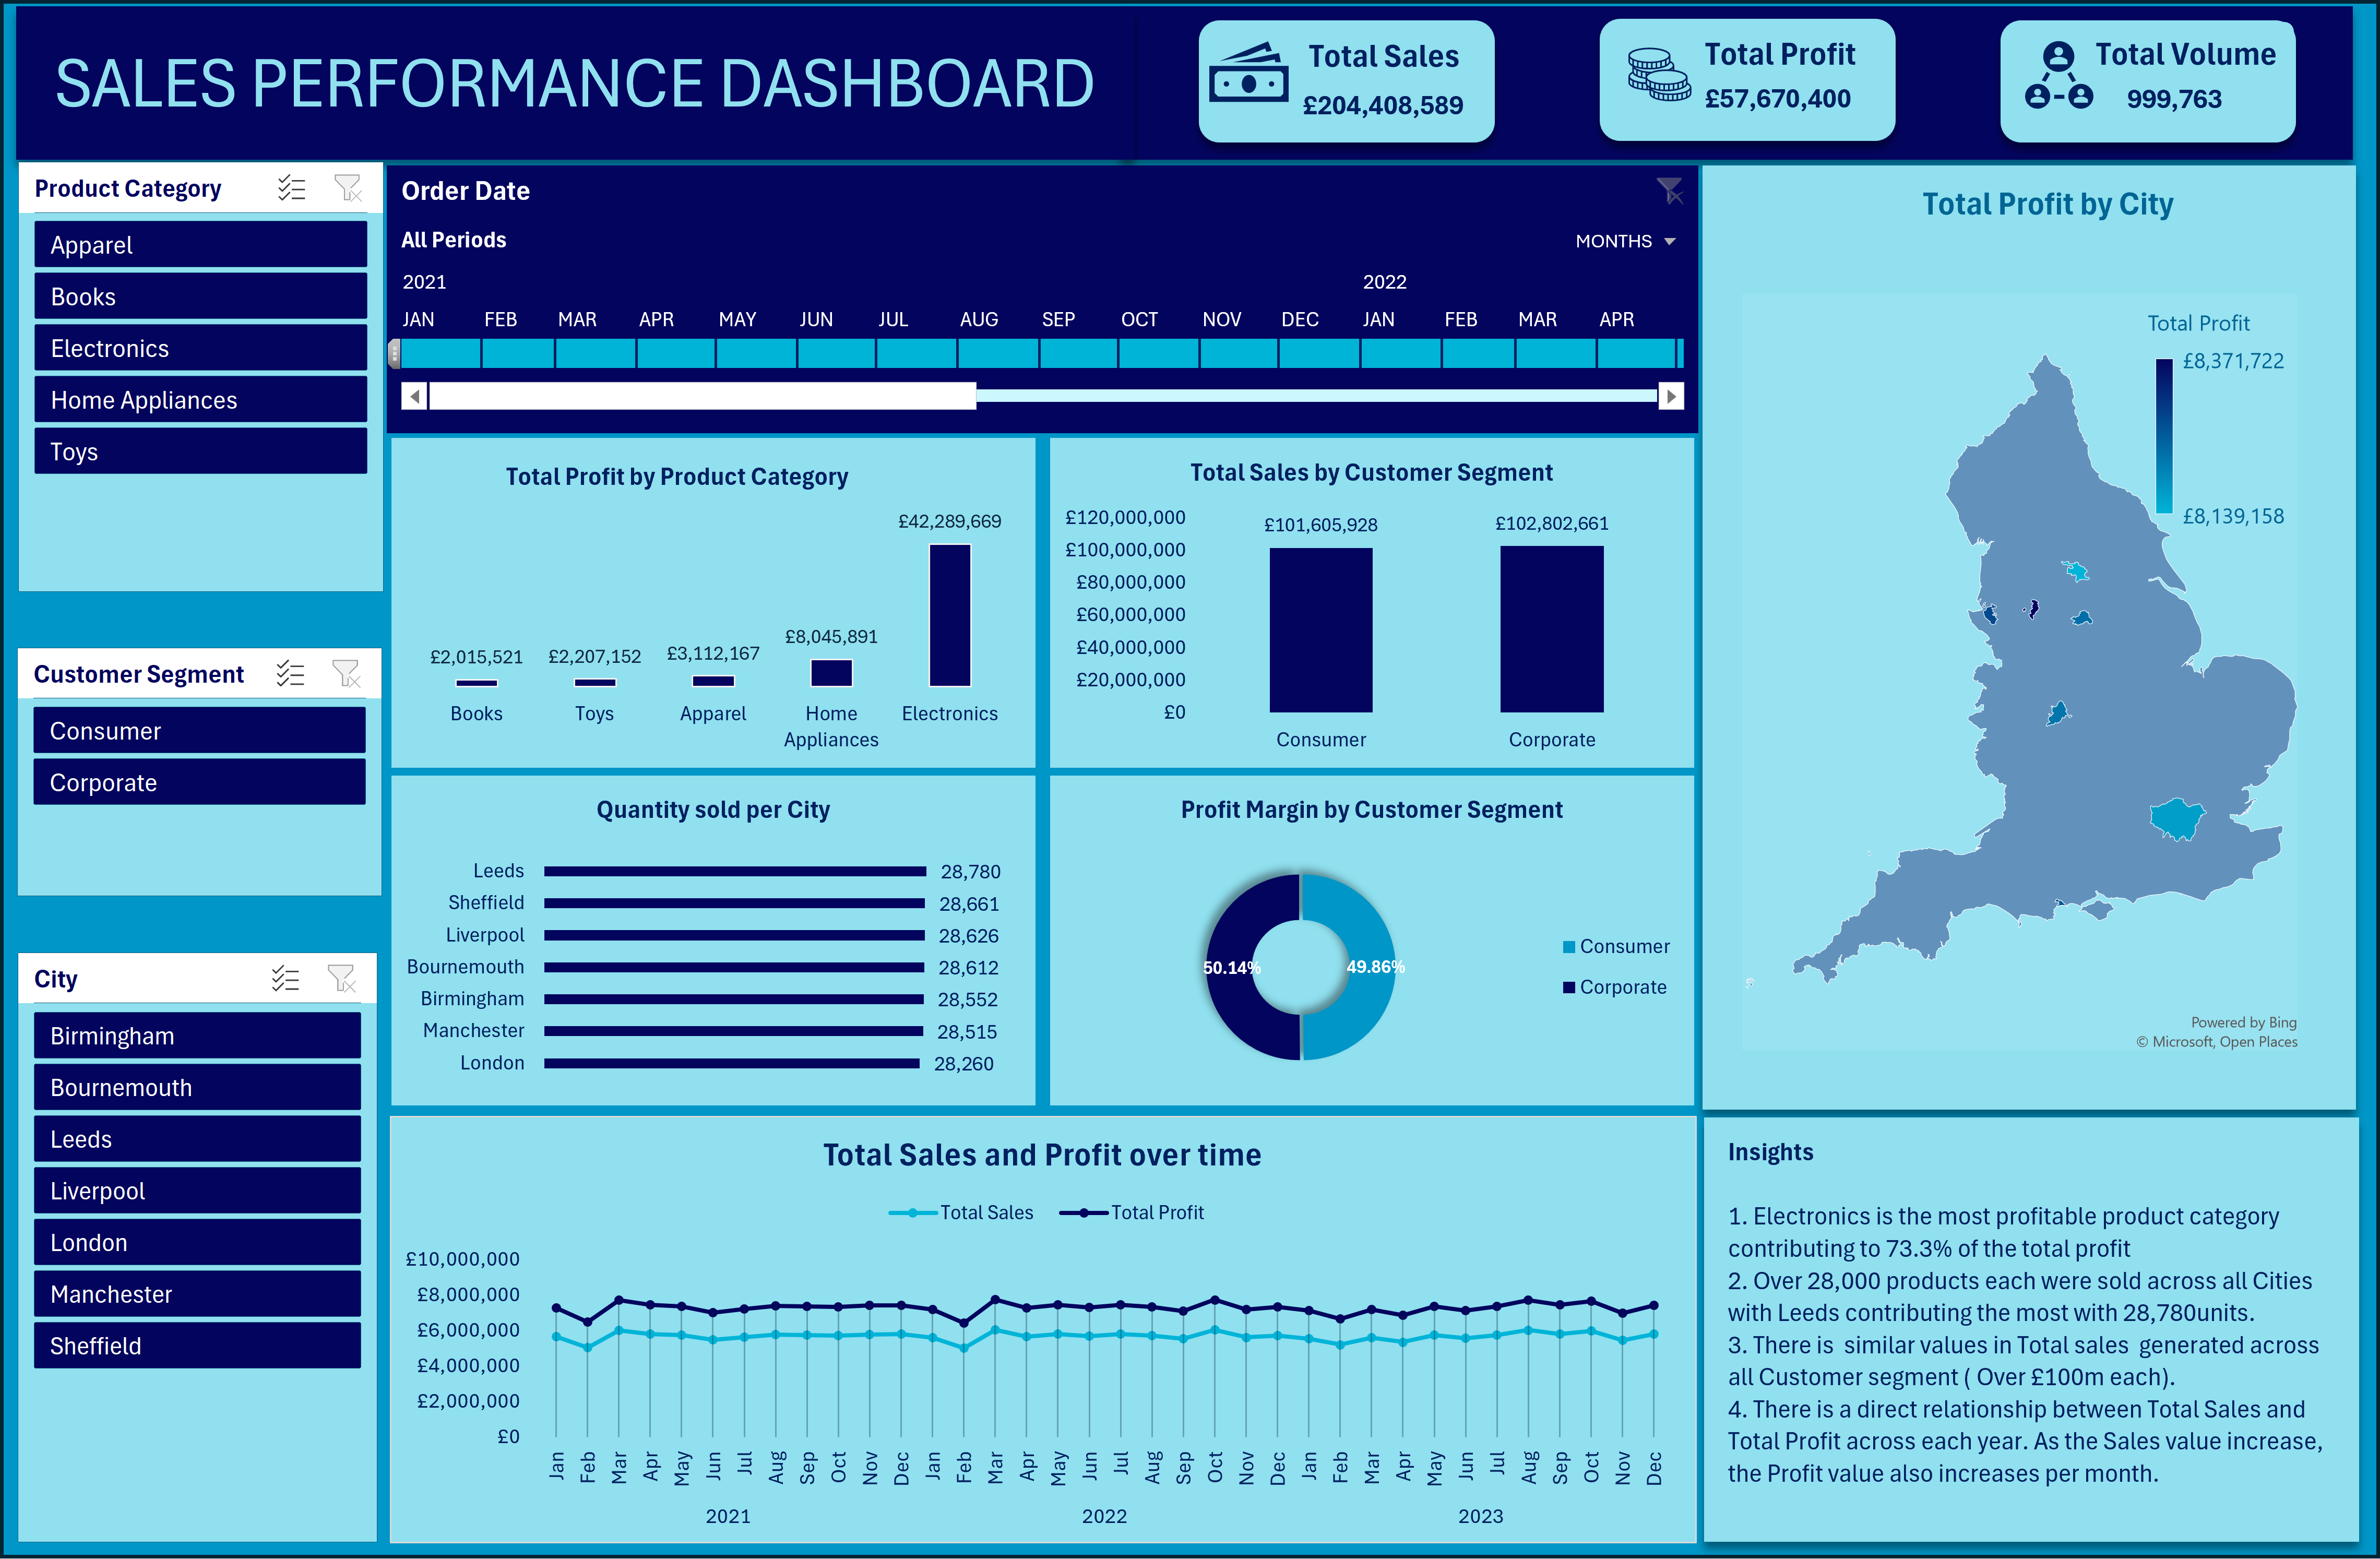 SALES PERFORMANCE DASHBOARD
Total Sales
£204,408,589
Total Profit
£57,670,400
Total Volume
999,763
Product Category
Apparel
Books
Electronics
Home Appliances
Toys
Customer Segment
Consumer
Corporate
City
Birmingham
Bournemouth
Leeds
Liverpool
London
Manchester
Sheffield
Order Date
All Periods
MONTHS
2021 2022
JAN FEB MAR APR MAY JUN JUL AUG SEP OCT NOV DEC JAN FEB MAR APR
Total Profit by Product Category
£42,289,669
£8,045,891
£2,015,521 £2,207,152 £3,112,167
Books Toys Apparel Home Electronics
Appliances
Total Sales by Customer Segment
£120,000,000
£100,000,000
£80,000,000
£60,000,000
£40,000,000
£20,000,000
£0
£101,605,928 £102,802,661
Consumer Corporate
Quantity sold per City
Leeds 28,780
Sheffield 28,661
Liverpool 28,626
Bournemouth 28,612
Birmingham 28,552
Manchester 28,515
London 28,260
Profit Margin by Customer Segment
50.14% 49.86%
Consumer
Corporate
Total Sales and Profit over time
Total Sales Total Profit
£10,000,000
£8,000,000
£6,000,000
£4,000,000
£2,000,000
£0
Jan Feb Mar Apr May Jun Jul Aug Sep Oct Nov Dec Jan Feb Mar Apr May Jun Jul Aug Sep Oct Nov Dec Jan Feb Mar Apr May Jun Jul Aug Sep Oct Nov Dec
2021 2022 2023
Total Profit by City
Total Profit
£8,371,722
£8,139,158
Powered by Bing
© Microsoft, Open Places
Insights
1. Electronics is the most profitable product category
contributing to 73.3% of the total profit
2. Over 28,000 products each were sold across all Cities
with Leeds contributing the most with 28,780units.
3. There is  similar values in Total sales  generated across
all Customer segment ( Over £100m each).
4. There is a direct relationship between Total Sales and
Total Profit across each year. As the Sales value increase,
the Profit value also increases per month.